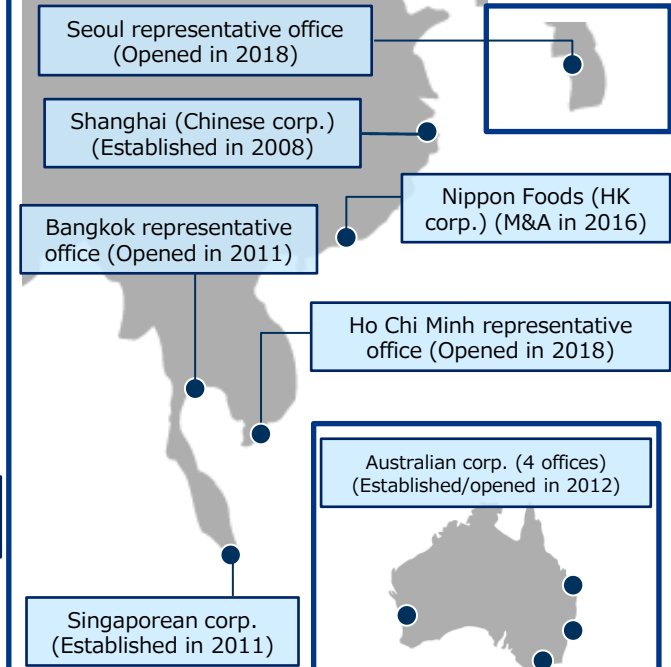 Seoul representative office
(Opened in 2018)
Shanghai (Chinese corp.)
(Established in 2008)
Nippon Foods (HK
corp.) (M&A in 2016)
Bangkok representative
office (Opened in 2011)
Ho Chi Minh representative
office (Opened in 2018)
Australian corp. (4 offices)
(Established/opened in 2012)
Singaporean corp.
(Established in 2011)